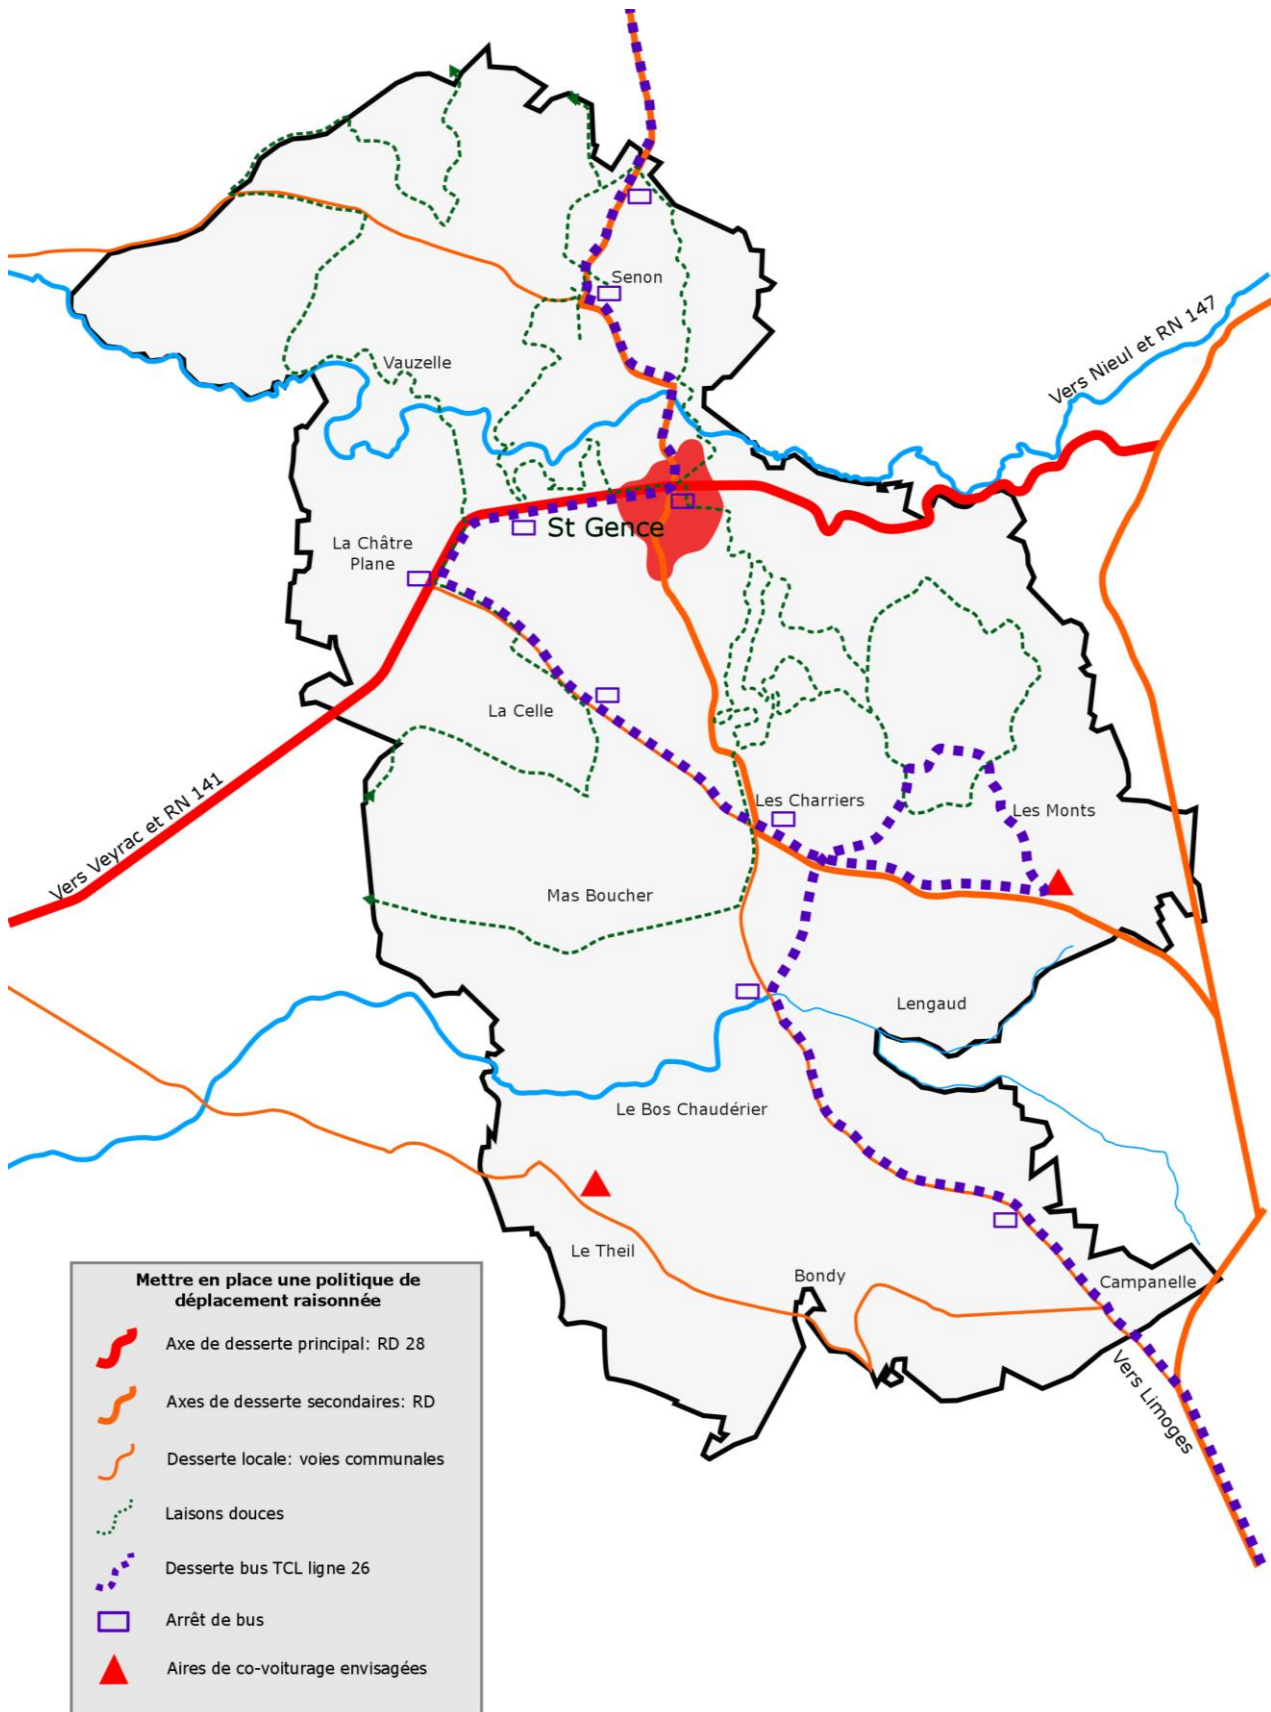 Senon
Vers Nieul et RN 147
Vauzelle
St Gence
La Châtre
Plane
La Celle
Vers Veyrac et RN 141
Les Charriers
Les Monts
Mas Boucher
Lengaud
Le Bos Chaudérier
Le Theil
Bondy
Campanelle
Vers Limoges
Mettre en place une politique de
déplacement raisonnée
Axe de desserte principal: RD 28
Axes de desserte secondaires: RD
Desserte locale: voies communales
Laisons douces
Desserte bus TCL ligne 26
Arrêt de bus
Aires de co-voiturage envisagées